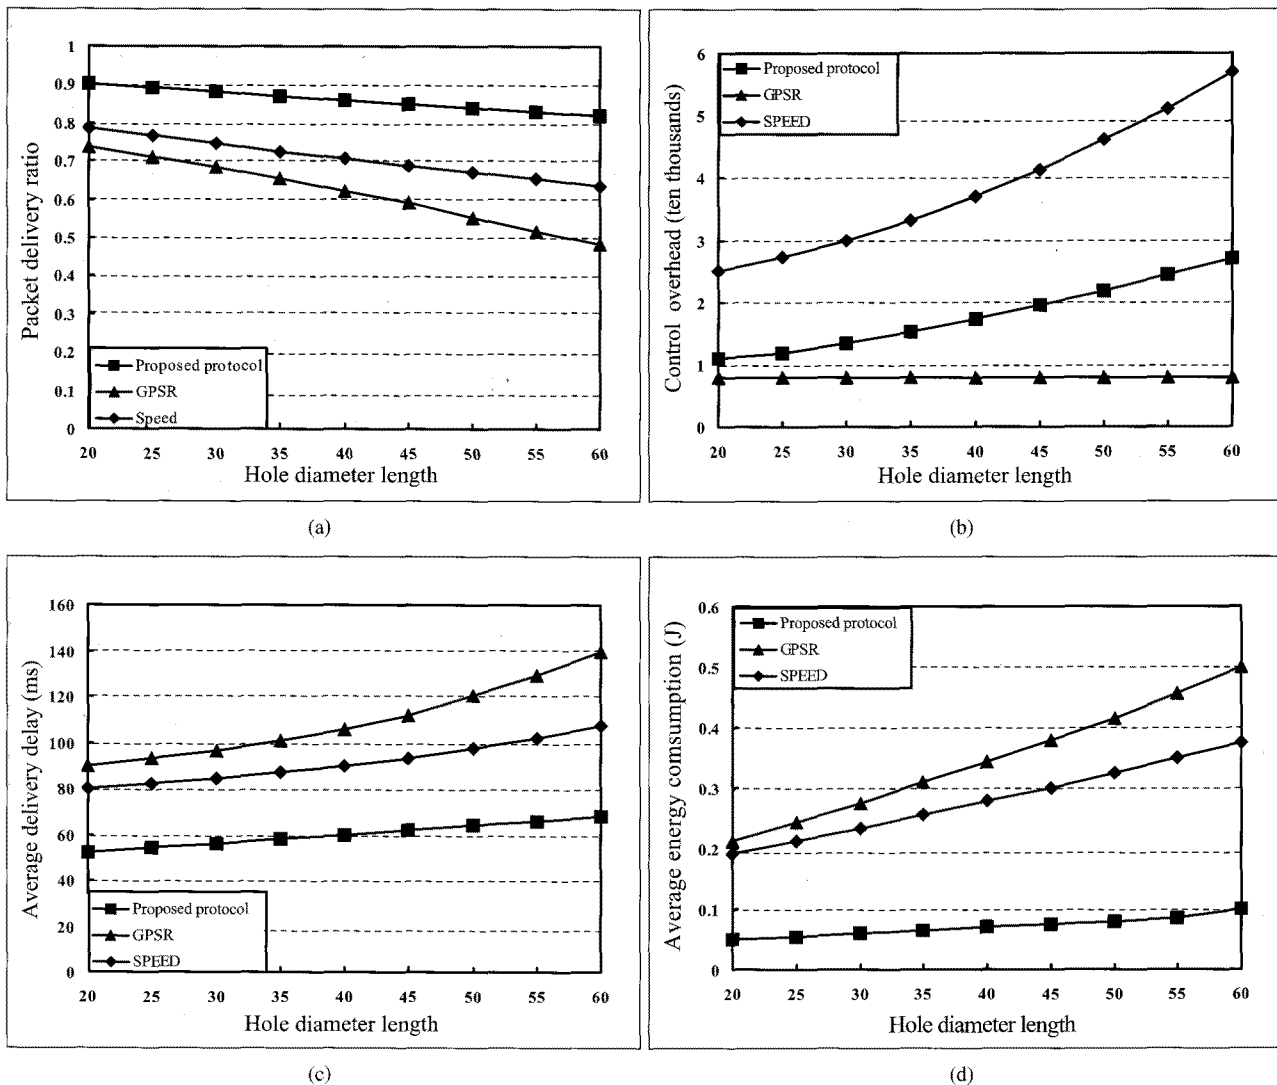 1
0.9
0.8
0.7
0.6
0.5
0.4
0.3
0.2
0.1
0
Packet delivery ratio
Proposed protocol
GPSR
Speed
20 25 30 35 40 45 50 55 60
Hole diameter length
(a)
6
5
4
3
2
1
0
Control overhead (ten thousands)
Proposed protocol
GPSR
SPEED
20 25 30 35 40 45 50 55 60
Hole diameter length
(b)
160
140
120
100
80
60
40
20
0
Average delivery delay (ms)
Proposed protocol
GPSR
SPEED
20 25 30 35 40 45 50 55 60
Hole diameter length
(c)
0.6
0.5
0.4
0.3
0.2
0.1
0
Average energy comsumption (J)
Proposed protocol
GPSR
SPEED
20 25 30 35 40 45 50 55 60
Hole diameter length
(d)